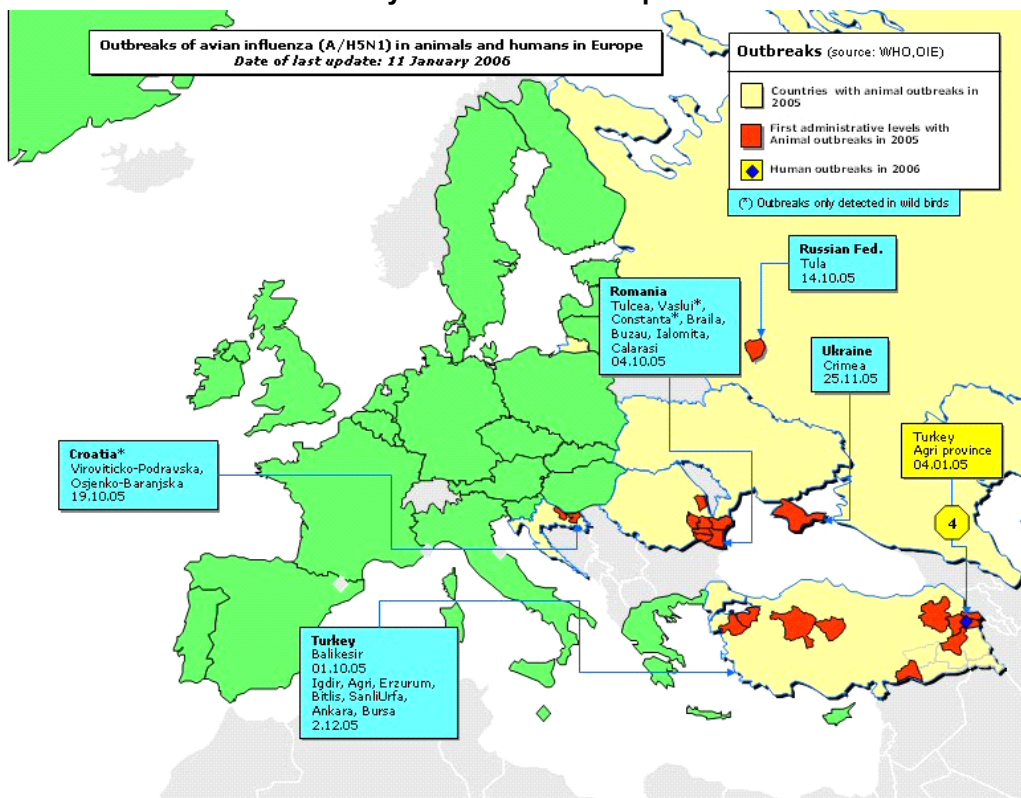 Outbreaks of avian influenza (A/H5N1) in animals and humans in Europe
Date of last update: 11 January 2006
Outbreaks (source: WHO,OIE)
Countries with animal outbreaks in
2005
First administrative levels with
Animal outbreaks in 2005
Human outbreaks in 2006
(*) Outbreaks only detected in wild birds
Russian Fed.
Tula
14.10.05
Romania
Tulcea, Vaslui*,
Constanta*, Braila,
Buzau, Ialomita,
Calarasi
04.10.05
Ukraine
Crimea
25.11.05
Turkey
Agri province
04.01.05
4
Croatia*
Viroviticko-Podravska,
Osjenko-Baranjska
19.10.05
Turkey
Balikesir
01.10.05
Igdir, Agri, Erzurum,
Bitlis, SanliUrfa,
Ankara, Bursa
2.12.05